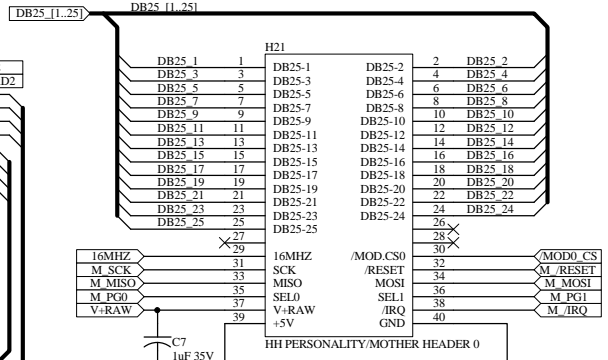 DB25_[1..25] DB25_[1..25]
H21
DB25_1 1 DB25-1 DB25-2 2 DB25_2
DB25_3 3 DB25-3 DB25-4 4 DB25_4
DB25_5 5 DB25-5 DB25-6 6 DB25_6
DB25_7 7 DB25-7 DB25-8 8 DB25_8
DB25_9 9 DB25-9 DB25-10 10 DB25_10
DB25_11 11 DB25-11 DB25-12 12 DB25_12
DB25_13 13 DB25-13 DB25-14 14 DB25_14
DB25_15 15 DB25-15 DB25-16 16 DB25_16
DB25_17 17 DB25-17 DB25-18 18 DB25_18
DB25_19 19 DB25-19 DB25-20 20 DB25_20
DB25_21 21 DB25-21 DB25-22 22 DB25_22
DB25_23 23 DB25-23 DB25-24 24 DB25_24
DB25_25 25 DB25-25 26
27 28
16MHZ 29 16MHZ /MOD.CS0 30 /MOD0_CS
M_SCK 31 SCK /RESET 32 M_/RESET
M_MISO 33 MISO MOSI 34 M_MOSI
M_PG0 35 SEL0 SEL1 36 M_PG1
V+RAW 37 V+RAW /IRQ 38 M_/IRQ
39 +5V GND 40
HH PERSONALITY/MOTHER HEADER 0
C7
1uF 35V
D2